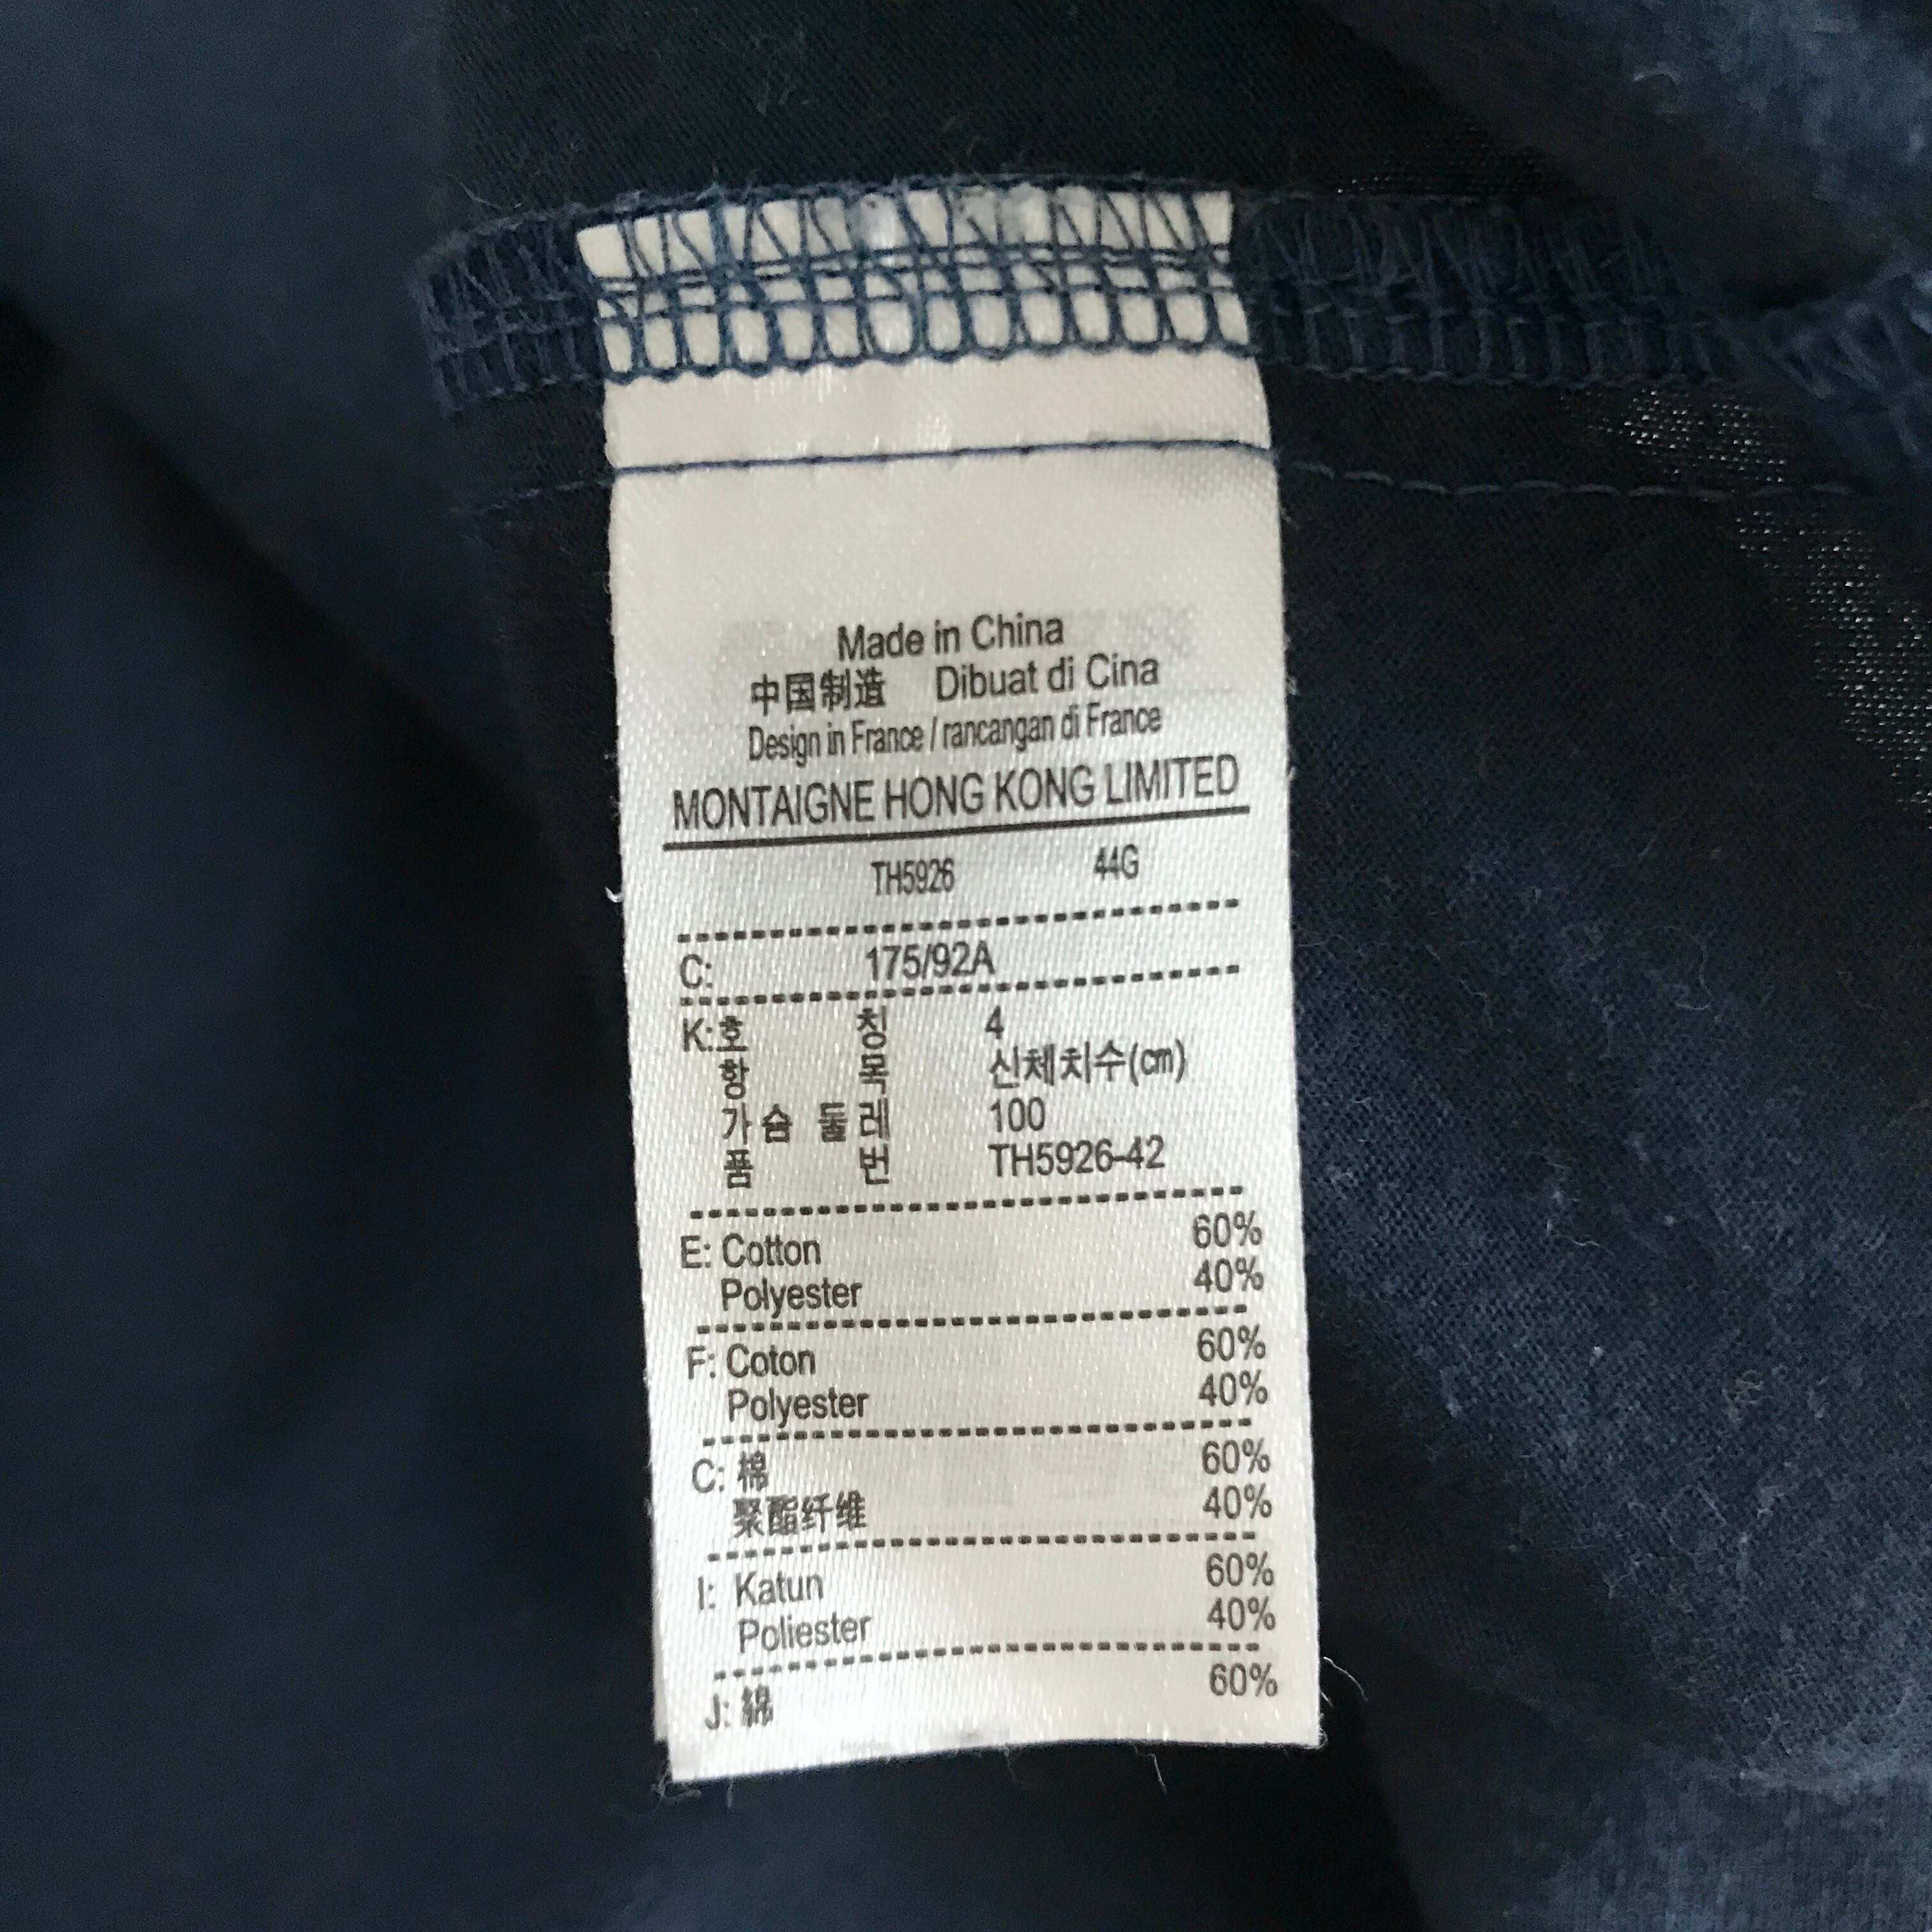 Made in China
中国制造 Dibuat di Cina
Design in France / rancangan di France
MONTAIGNE HONG KONG LIMITED
TH5926 44G
C: 175/92A
K:호 칭 4
항 목 신체치수(㎝)
가슴 둘레 100
품 번 TH5926-42
E: Cotton 60%
Polyester 40%
F: Coton 60%
Polyester 40%
C: 棉 60%
聚酯纤维 40%
I: Katun 60%
Poliester 40%
J: 綿 60%